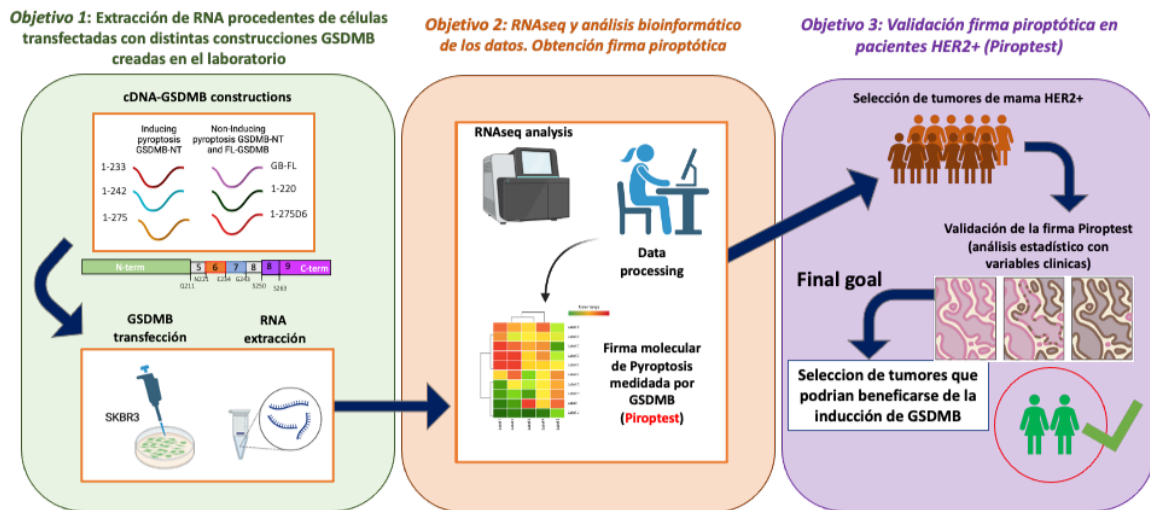 Objetivo 1: Extracción de RNA procedentes de células
transfectadas con distintas construcciones GSDMB
creadas en el laboratorio
cDNA-GSDMB constructions
Inducing
pyroptosis
GSDMB-NT
Non-Inducing
pyroptosis GSDMB-NT
and FL-GSDMB
1-233
GB-FL
1-242
1-220
1-275
1-275D6
N-term
5
6
7
8
8
9
C-term
Q211
N221
E234
G243
S250
S263
GSDMB
transfección
RNA
extracción
SKBR3
Objetivo 2: RNAseq y análisis bioinformático
de los datos. Obtención firma piroptótica
RNAseq analysis
Data
processing
Firma molecular
de Pyroptosis
medidada por
GSDMB
(Piroptest)
Objetivo 3: Validación firma piroptótica en
pacientes HER2+ (Piroptest)
Selección de tumores de mama HER2+
Validación de la firma Piroptest
(análisis estadístico con
variables clinicas)
Final goal
Seleccion de tumores que
podrian beneficiarse de la
inducción de GSDMB